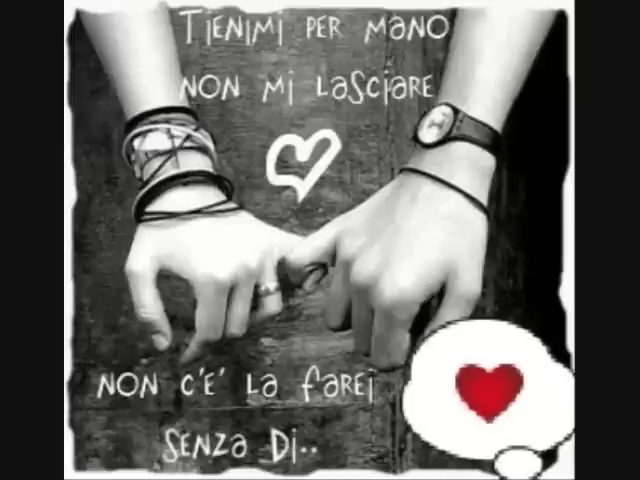 Tienimi per mano
non mi lasciare
non c'e' la farei
senza di..